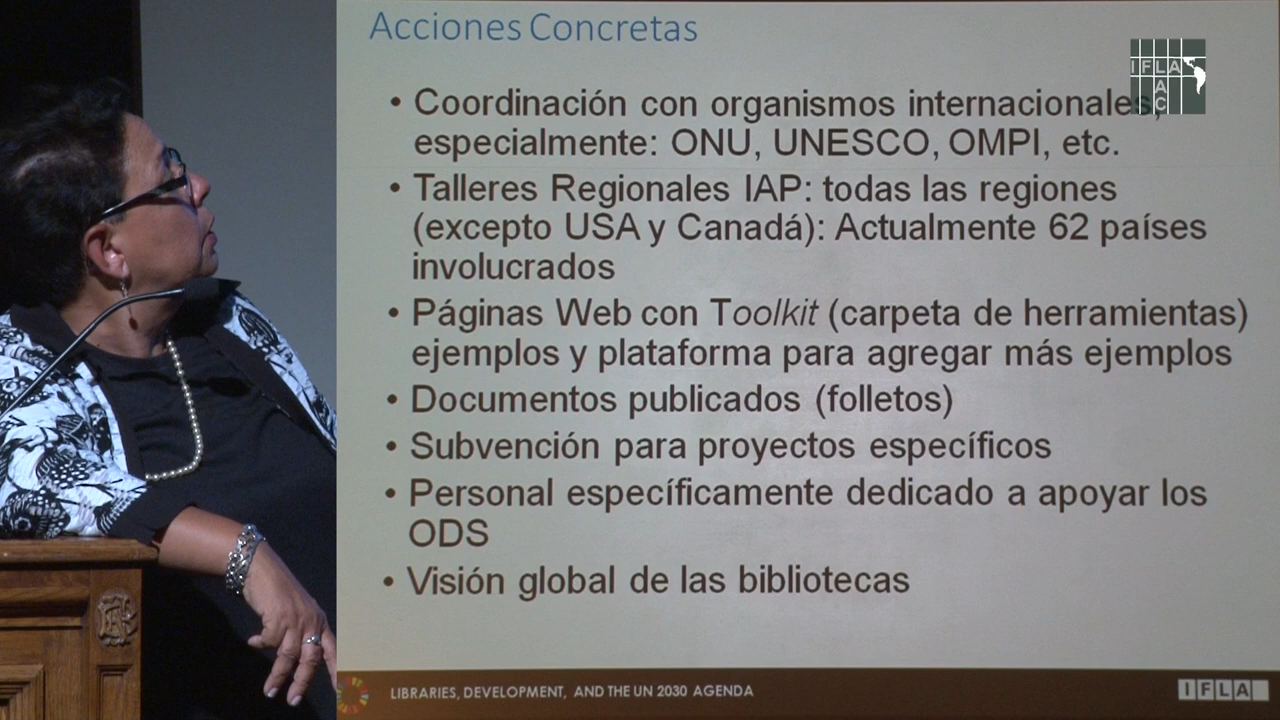 Acciones Concretas
IFLA
LAC
• Coordinación con organismos internacionales,
especialmente: ONU, UNESCO, OMPI, etc.
• Talleres Regionales IAP: todas las regiones
(excepto USA y Canadá): Actualmente 62 países
involucrados
• Páginas Web con Toolkit (carpeta de herramientas)
ejemplos y plataforma para agregar más ejemplos
• Documentos publicados (folletos)
• Subvención para proyectos específicos
• Personal específicamente dedicado a apoyar los
ODS
• Visión global de las bibliotecas
LIBRARIES, DEVELOPMENT, AND THE UN 2030 AGENDA
IFLA